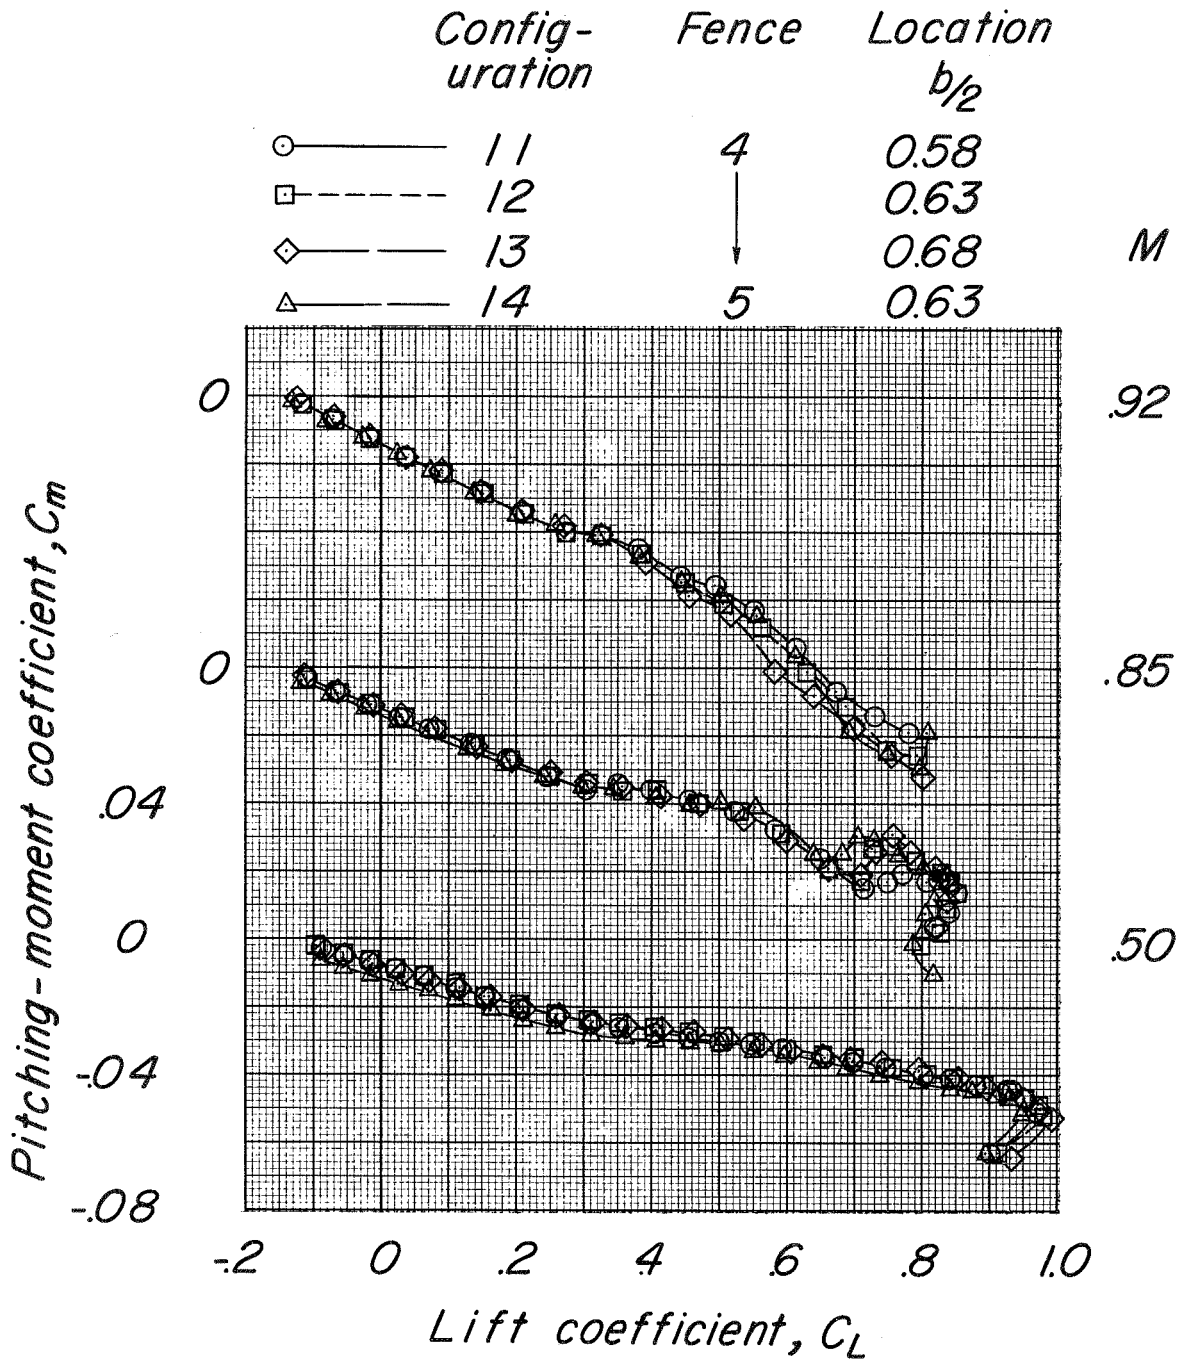 Config- Fence Location
uration b/2
11 4 0.58
12 0.63
13 0.68 M
14 5 0.63
0 .92
0 .85
.04
0 .50
-.04
-.08
-.2 0 .2 .4 .6 .8 1.0
Lift coefficient, CL
Pitching-moment coefficient, Cm